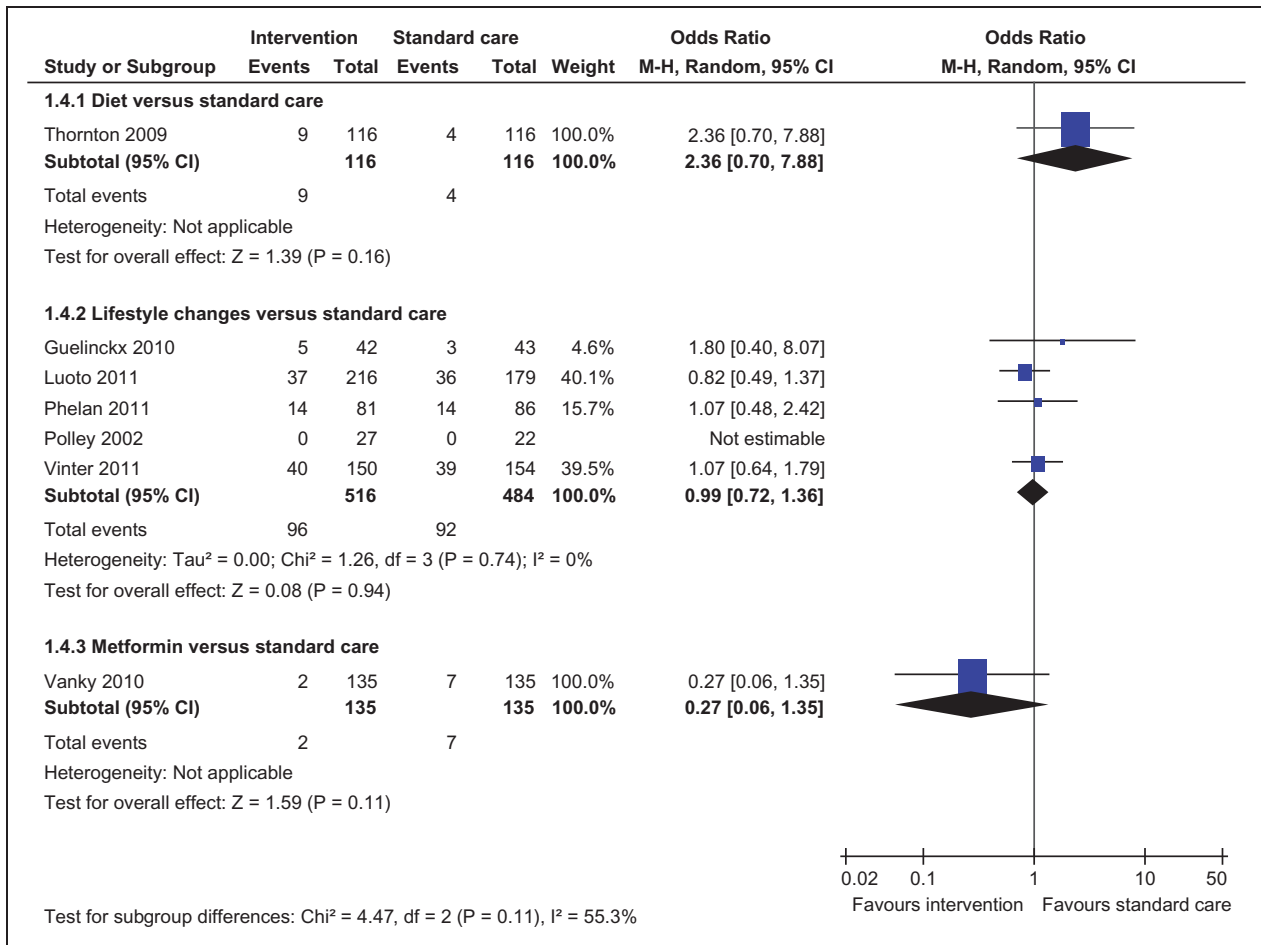 Intervention Standard care Odds Ratio Odds Ratio
Study or Subgroup Events Total Events Total Weight M-H, Random, 95% CI M-H, Random, 95% CI
1.4.1 Diet versus standard care
Thornton 2009 9 116 4 116 100.0% 2.36 [0.70, 7.88]
Subtotal (95% CI) 116 116 100.0% 2.36 [0.70, 7.88]
Total events 9 4
Heterogeneity: Not applicable
Test for overall effect: Z = 1.39 (P = 0.16)
1.4.2 Lifestyle changes versus standard care
Guelinckx 2010 5 42 3 43 4.6% 1.80 [0.40, 8.07]
Luoto 2011 37 216 36 179 40.1% 0.82 [0.49, 1.37]
Phelan 2011 14 81 14 86 15.7% 1.07 [0.48, 2.42]
Polley 2002 0 27 0 22 Not estimable
Vinter 2011 40 150 39 154 39.5% 1.07 [0.64, 1.79]
Subtotal (95% CI) 516 484 100.0% 0.99 [0.72, 1.36]
Total events 96 92
Heterogeneity: Tau² = 0.00; Chi² = 1.26, df = 3 (P = 0.74); I² = 0%
Test for overall effect: Z = 0.08 (P = 0.94)
1.4.3 Metformin versus standard care
Vanky 2010 2 135 7 135 100.0% 0.27 [0.06, 1.35]
Subtotal (95% CI) 135 135 100.0% 0.27 [0.06, 1.35]
Total events 2 7
Heterogeneity: Not applicable
Test for overall effect: Z = 1.59 (P = 0.11)
0.02 0.1 1 10 50
Favours intervention Favours standard care
Test for subgroup differences: Chi² = 4.47, df = 2 (P = 0.11), I² = 55.3%